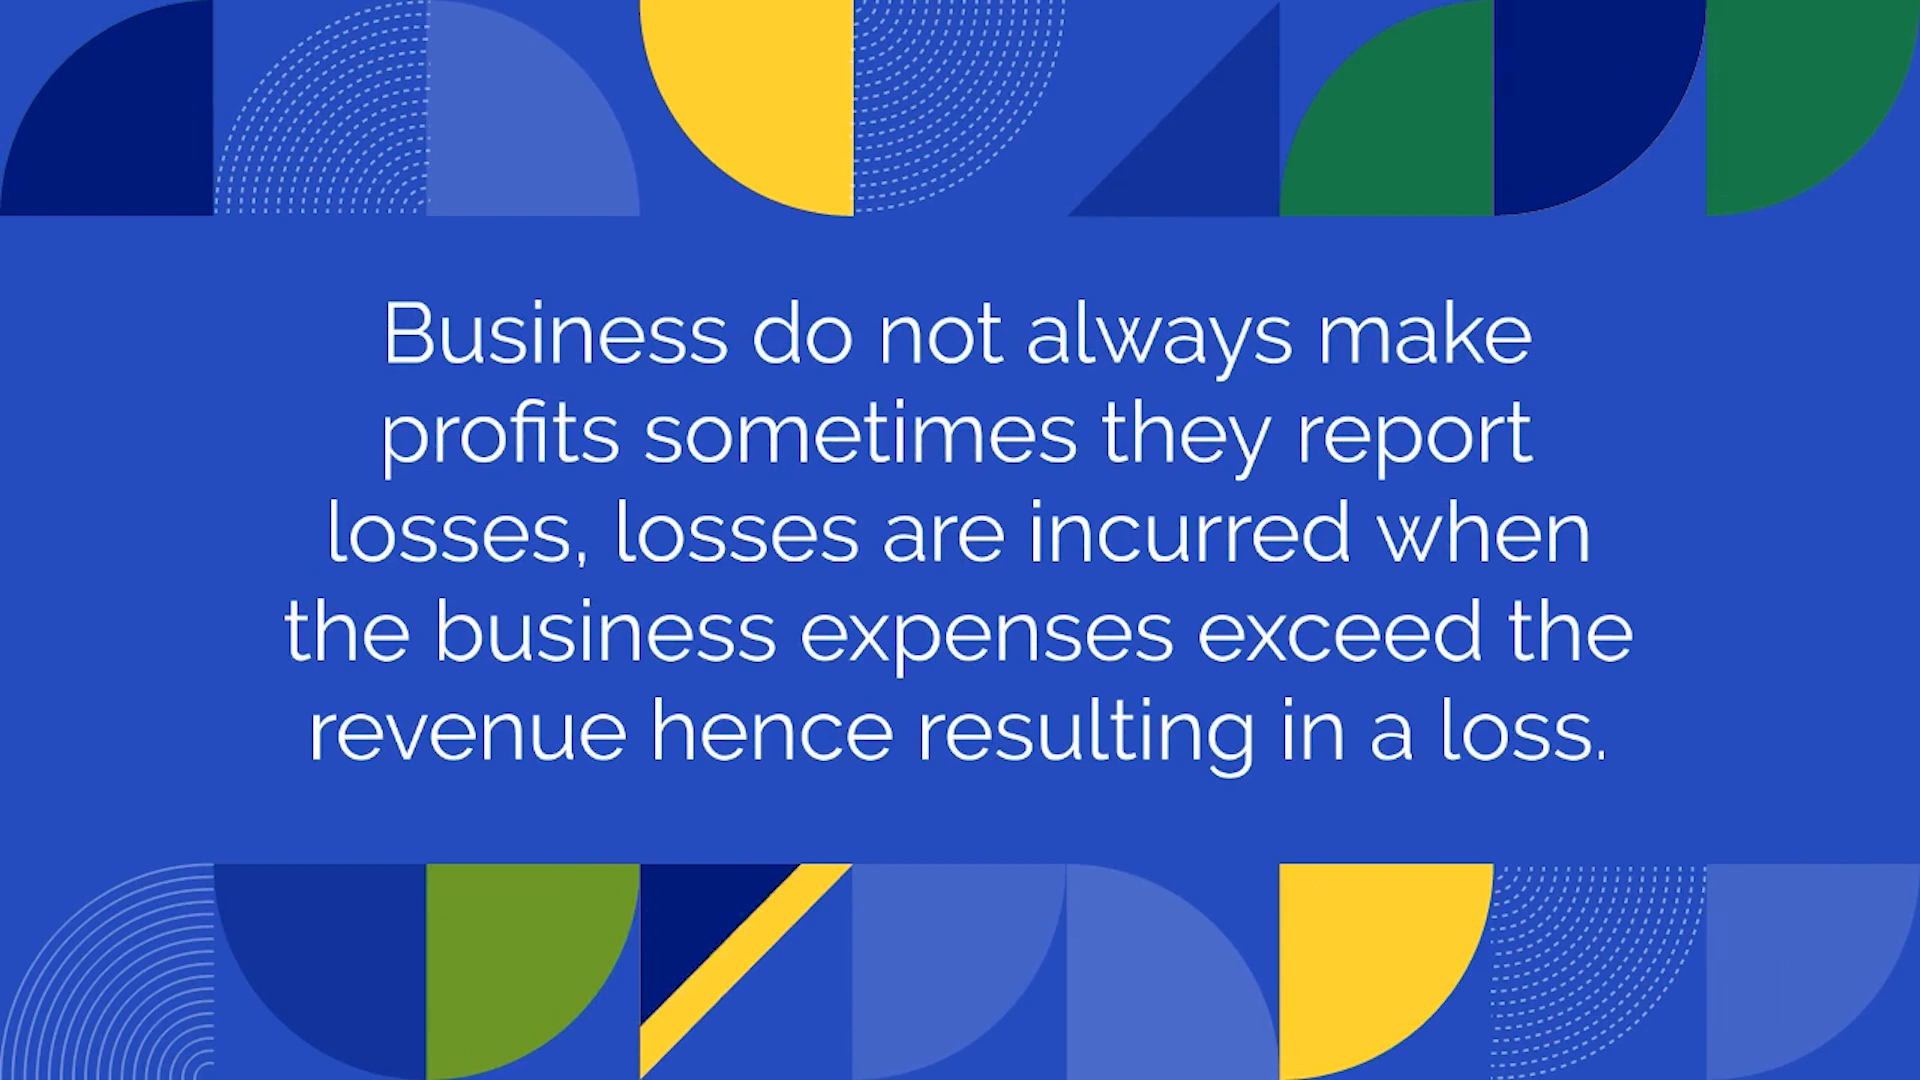 Business do not always make
profits sometimes they report
losses, losses are incurred when
the business expenses exceed the
revenue hence resulting in a loss.